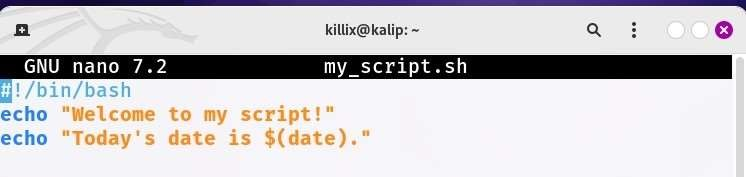 killix@kalip: ~
GNU nano 7.2 my_script.sh
#!/bin/bash
echo "Welcome to my script!"
echo "Today's date is $(date)."